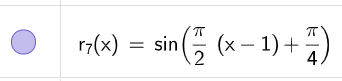 r₇(x) = sin(π/2 (x − 1) + π/4)